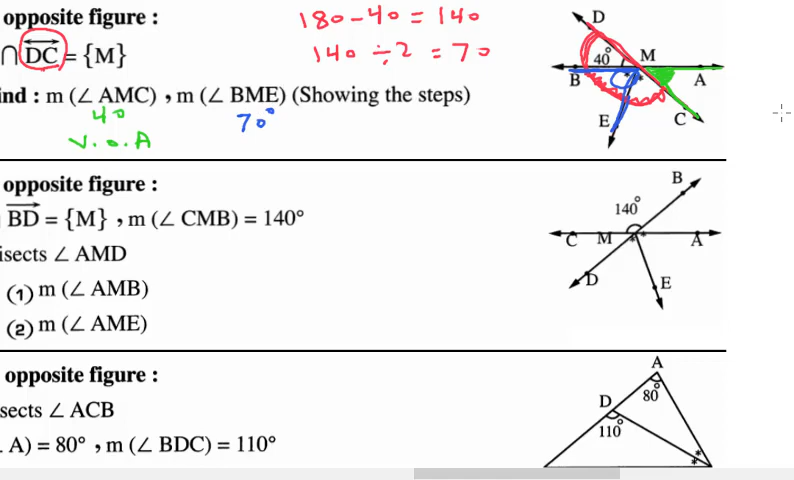 opposite figure :
180-40 = 140
∩ DC = {M}
140 ÷ 2 = 70
ind : m (∠ AMC) , m (∠ BME) (Showing the steps)
40
70°
V.O.A
D
M
40°
B
A
E
C
opposite figure :
BD = {M} , m (∠ CMB) = 140°
isects ∠ AMD
(1) m (∠ AMB)
(2) m (∠ AME)
B
140°
C
M
A
D
E
opposite figure :
sects ∠ ACB
A) = 80° , m (∠ BDC) = 110°
A
80°
D
110°